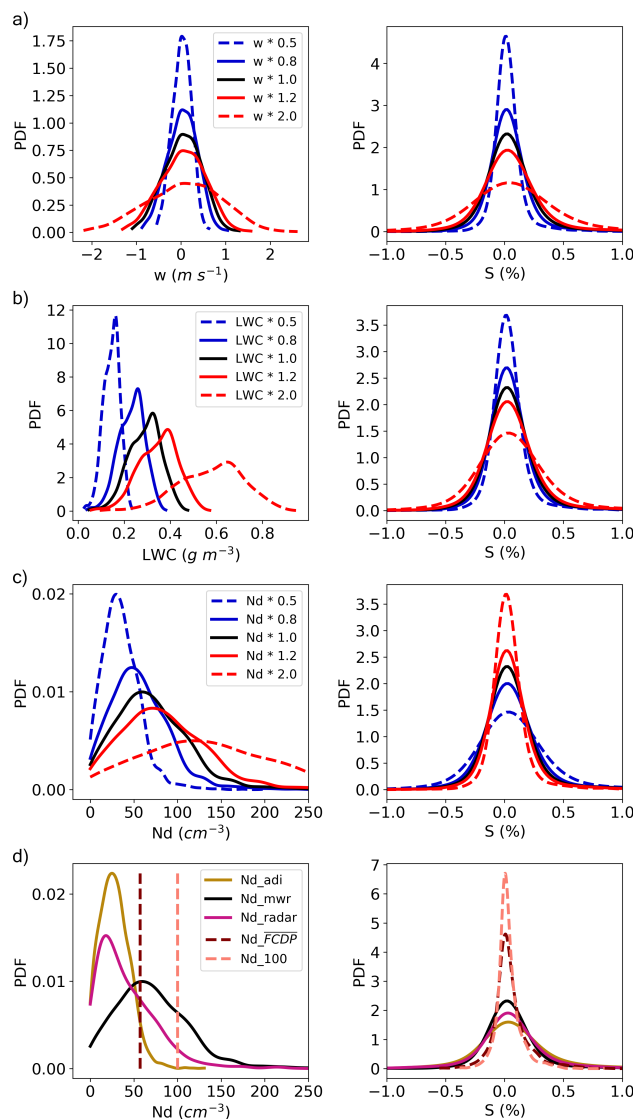 a)
PDF
1.75
1.50
1.25
1.00
0.75
0.50
0.25
0.00
−2 −1 0 1 2
w (m s⁻¹)
w * 0.5
w * 0.8
w * 1.0
w * 1.2
w * 2.0
PDF
4
3
2
1
0
−1.0 −0.5 0.0 0.5 1.0
S (%)
b)
PDF
12
10
8
6
4
2
0
0.0 0.2 0.4 0.6 0.8
LWC (g m⁻³)
LWC * 0.5
LWC * 0.8
LWC * 1.0
LWC * 1.2
LWC * 2.0
PDF
3.5
3.0
2.5
2.0
1.5
1.0
0.5
0.0
−1.0 −0.5 0.0 0.5 1.0
S (%)
c)
PDF
0.02
0.01
0.00
0 50 100 150 200 250
Nd (cm⁻³)
Nd * 0.5
Nd * 0.8
Nd * 1.0
Nd * 1.2
Nd * 2.0
PDF
3.5
3.0
2.5
2.0
1.5
1.0
0.5
0.0
−1.0 −0.5 0.0 0.5 1.0
S (%)
d)
PDF
0.02
0.01
0.00
0 50 100 150 200 250
Nd (cm⁻³)
Nd_adi
Nd_mwr
Nd_radar
Nd_F̅C̅D̅P̅
Nd_100
PDF
7
6
5
4
3
2
1
0
−1.0 −0.5 0.0 0.5 1.0
S (%)